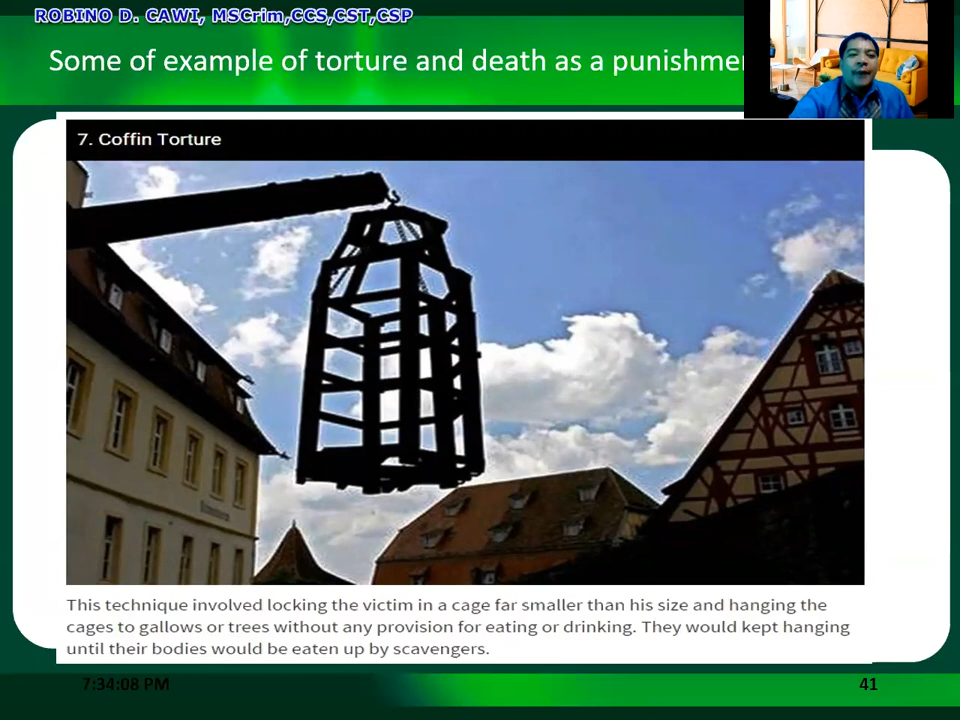 ROBINO D. CAWI, MSCrim,CCS,CST,CSP
Some of example of torture and death as a
7. Coffin Torture
This technique involved locking the victim in a cage far smaller than his size and hanging the
cages to gallows or trees without any provision for eating or drinking. They would kept hanging
until their bodies would be eaten up by scavengers.
7:34:08 PM
41